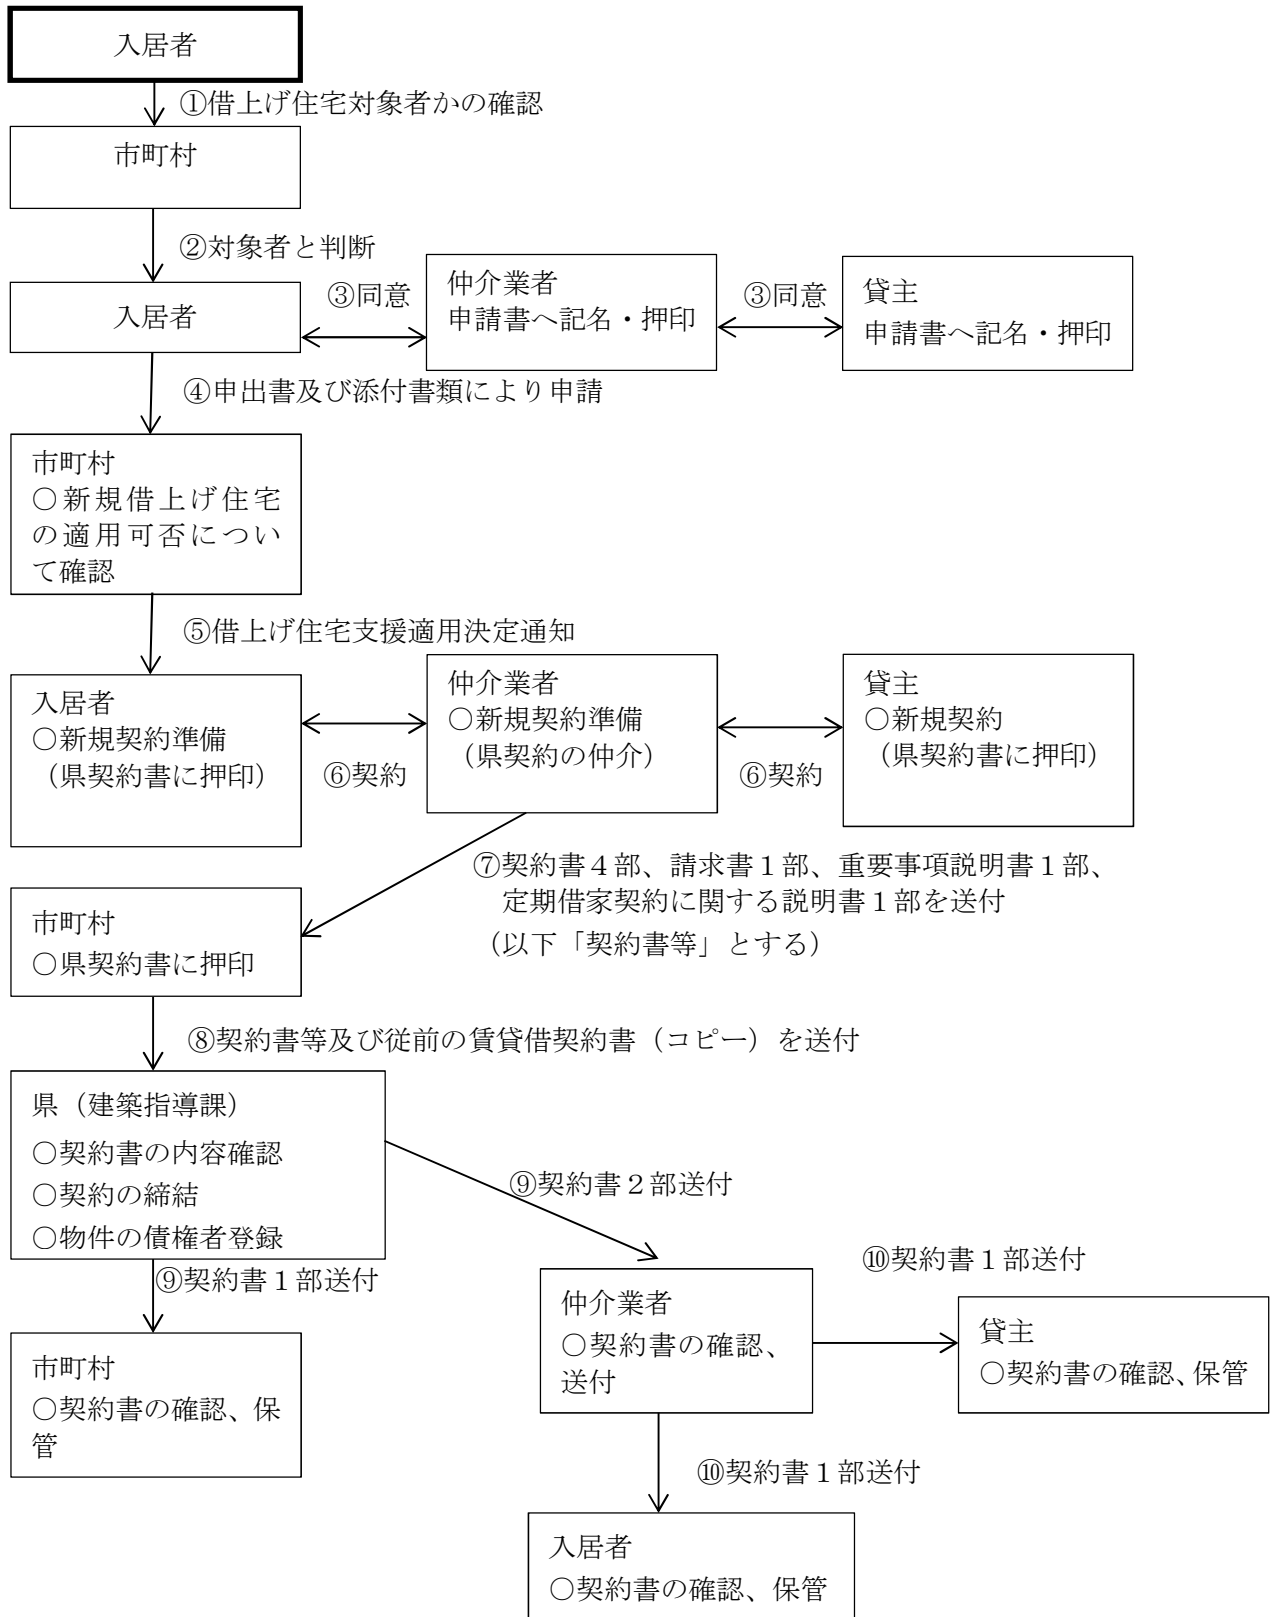 入居者
①借上げ住宅対象者かの確認
市町村
②対象者と判断
入居者
③同意
仲介業者
申請書へ記名・押印
③同意
貸主
申請書へ記名・押印
④申出書及び添付書類により申請
市町村
○新規借上げ住宅
の適用可否につい
て確認
⑤借上げ住宅支援適用決定通知
入居者
○新規契約準備
（県契約書に押印）
⑥契約
仲介業者
○新規契約準備
（県契約の仲介）
⑥契約
貸主
○新規契約
（県契約書に押印）
⑦契約書４部、請求書１部、重要事項説明書１部、
定期借家契約に関する説明書１部を送付
（以下「契約書等」とする）
市町村
○県契約書に押印
⑧契約書等及び従前の賃貸借契約書（コピー）を送付
県（建築指導課）
○契約書の内容確認
○契約の締結
○物件の債権者登録
⑨契約書２部送付
⑨契約書１部送付
市町村
○契約書の確認、保
管
仲介業者
○契約書の確認、
送付
⑩契約書１部送付
貸主
○契約書の確認、保管
⑩契約書１部送付
入居者
○契約書の確認、保管